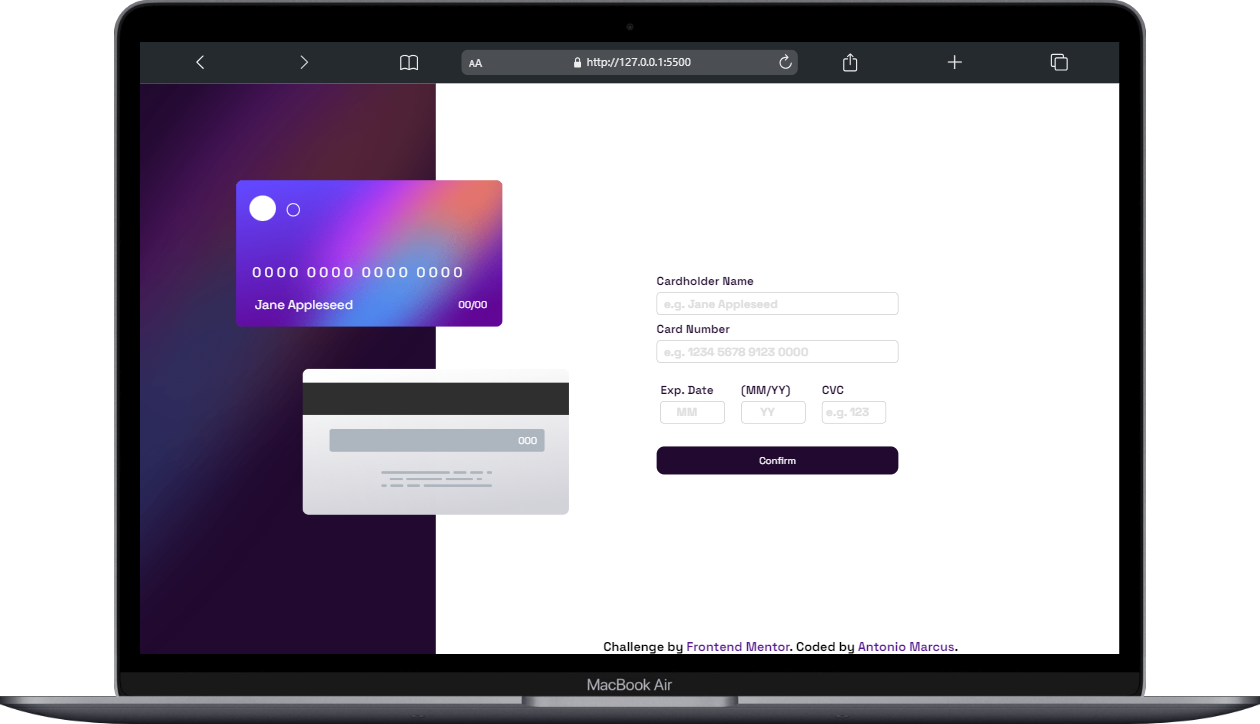 AA
http://127.0.0.1:5500
0000 0000 0000 0000
Jane Appleseed
00/00
000
Cardholder Name
e.g. Jane Appleseed
Card Number
e.g. 1234 5678 9123 0000
Exp. Date (MM/YY) CVC
MM YY e.g. 123
Confirm
Challenge by Frontend Mentor. Coded by Antonio Marcus.
MacBook Air